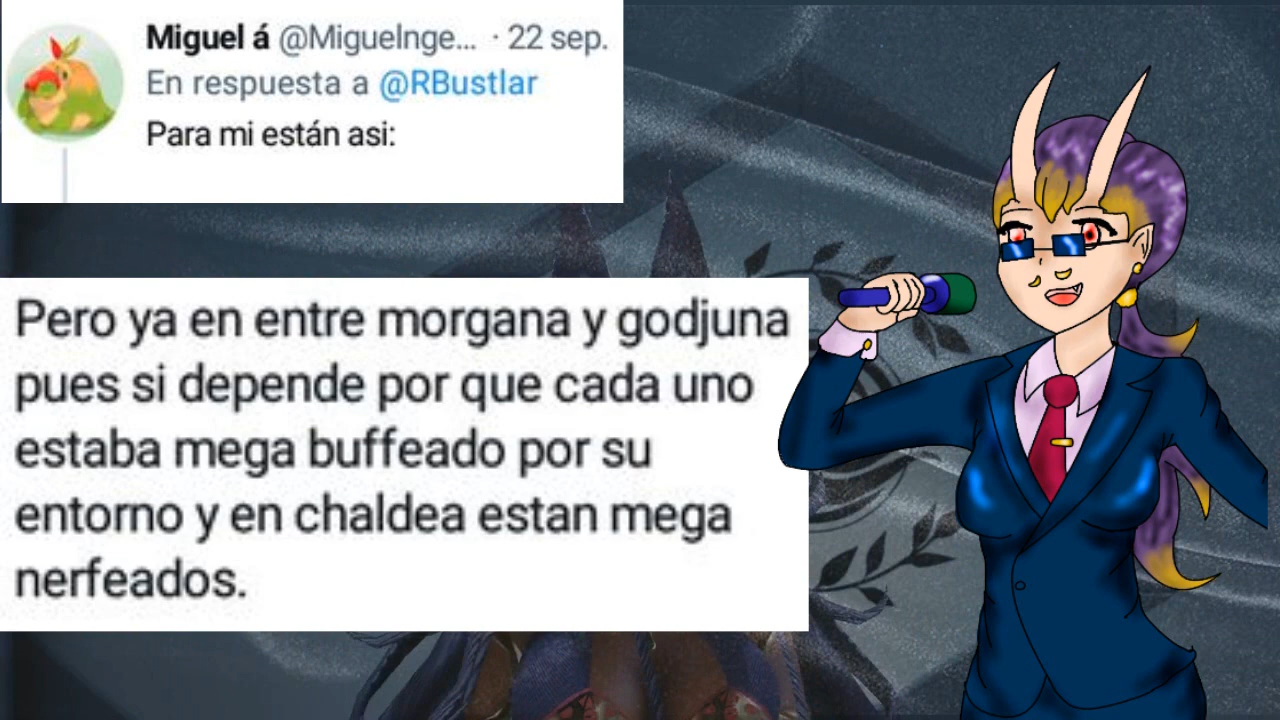 Miguel á @Miguelnge... · 22 sep.
En respuesta a @RBustlar
Para mi están asi:
Pero ya en entre morgana y godjuna
pues si depende por que cada uno
estaba mega buffeado por su
entorno y en chaldea estan mega
nerfeados.